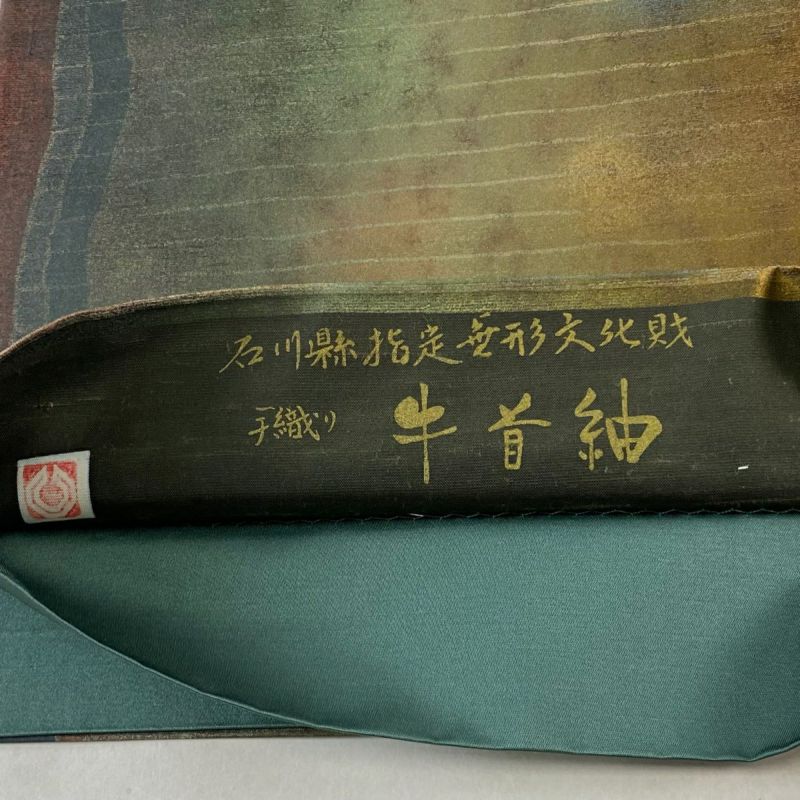 石川縣指定無形文化財
手織り 牛首紬